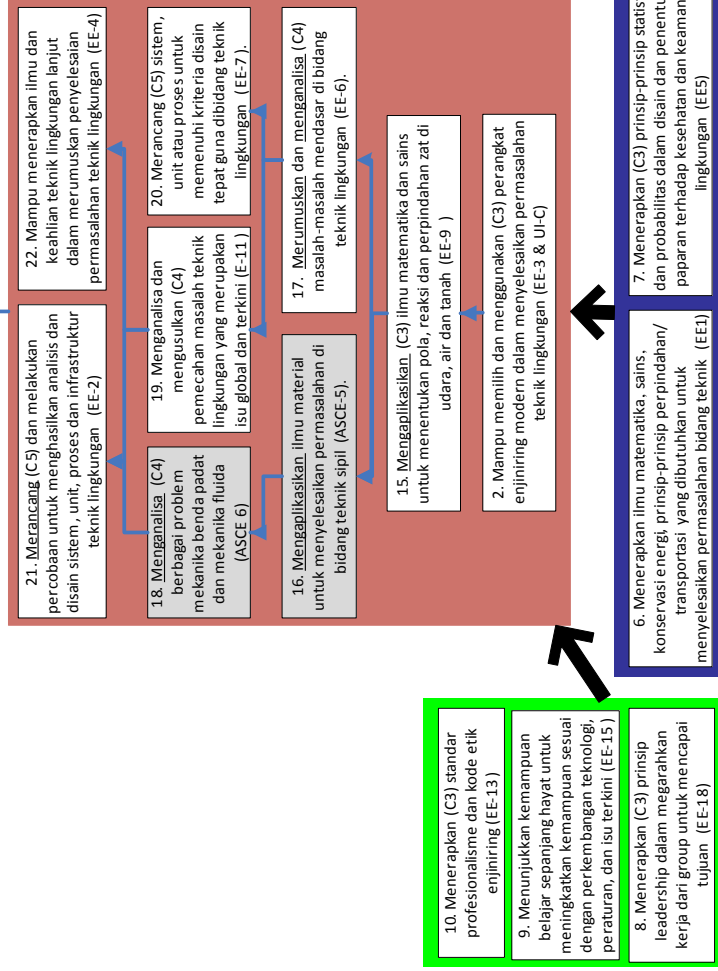 21. Merancang (C5) dan melakukan
percobaan untuk menghasilkan analisis dan
disain sistem, unit, proses dan infrastruktur
teknik lingkungan (EE-2)
22. Mampu menerapkan ilmu dan
keahlian teknik lingkungan lanjut
dalam merumuskan penyelesaian
permasalahan teknik lingkungan (EE-4)
18. Menganalisa (C4)
berbagai problem
mekanika benda padat
dan mekanika fluida
(ASCE 6)
19. Menganalisa dan
mengusulkan (C4)
pemecahan masalah teknik
lingkungan yang merupakan
isu global dan terkini (E-11 )
20. Merancang (C5) sistem,
unit atau proses untuk
memenuhi kriteria disain
tepat guna dibidang teknik
lingkungan (EE-7 ).
16. Mengaplikasikan ilmu material
untuk menyelesaikan permasalahan di
bidang teknik sipil (ASCE-5).
17. Merumuskan dan menganalisa (C4)
masalah-masalah mendasar di bidang
teknik lingkungan (EE-6).
15. Mengaplikasikan (C3) ilmu matematika dan sains
untuk menentukan pola, reaksi dan perpindahan zat di
udara, air dan tanah (EE-9 )
2. Mampu memilih dan menggunakan (C3) perangkat
enjiniring modern dalam menyelesaikan permasalahan
teknik lingkungan (EE-3 & UI-C)
10. Menerapkan (C3) standar
profesionalisme dan kode etik
enjiniring (EE-13 )
9. Menunjukkan kemampuan
belajar sepanjang hayat untuk
meningkatkan kemampuan sesuai
dengan perkembangan teknologi,
peraturan, dan isu terkini (EE-15 )
8. Menerapkan (C3) prinsip
leadership dalam megarahkan
kerja dari group untuk mencapai
tujuan (EE-18)
6. Menerapkan ilmu matematika, sains,
konservasi energi, prinsip-prinsip perpindahan/
transportasi yang dibutuhkan untuk
menyelesaikan permasalahan bidang teknik (EE1)
7. Menerapkan (C3) prinsip-prinsip
dan probabilitas dalam disain dan
paparan terhadap kesehatan dan
lingkungan (EE5)